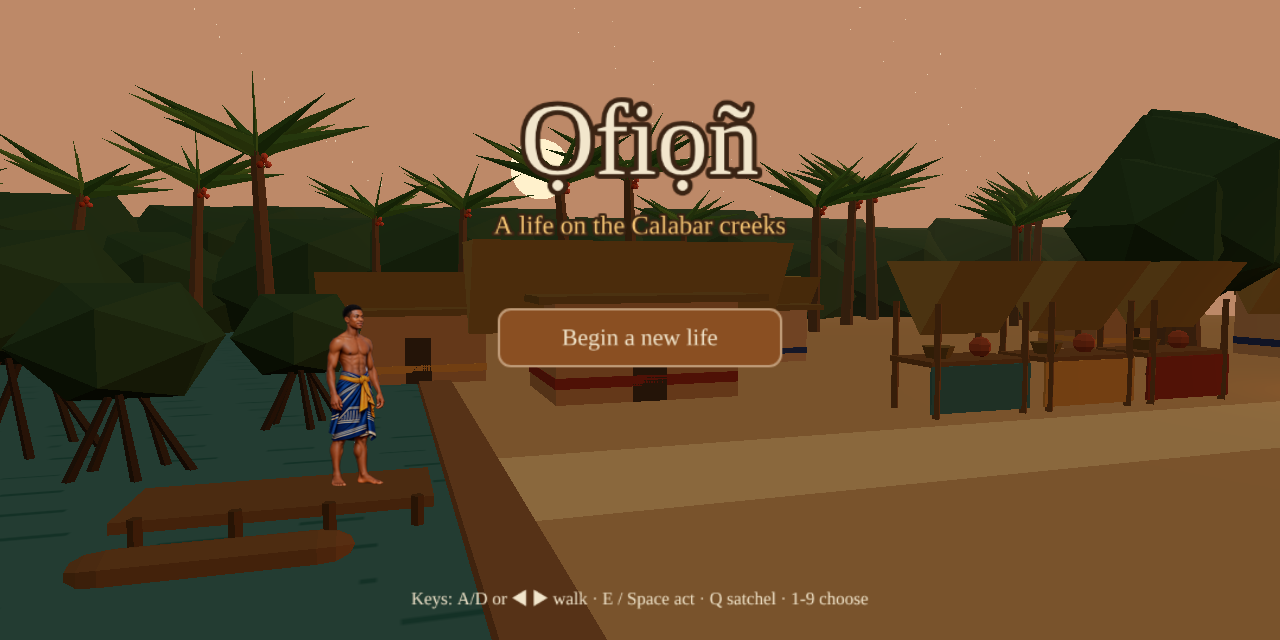 Ọfiọñ
A life on the Calabar creeks
Begin a new life
Keys: A/D or ◀ ▶ walk · E / Space act · Q satchel · 1-9 choose